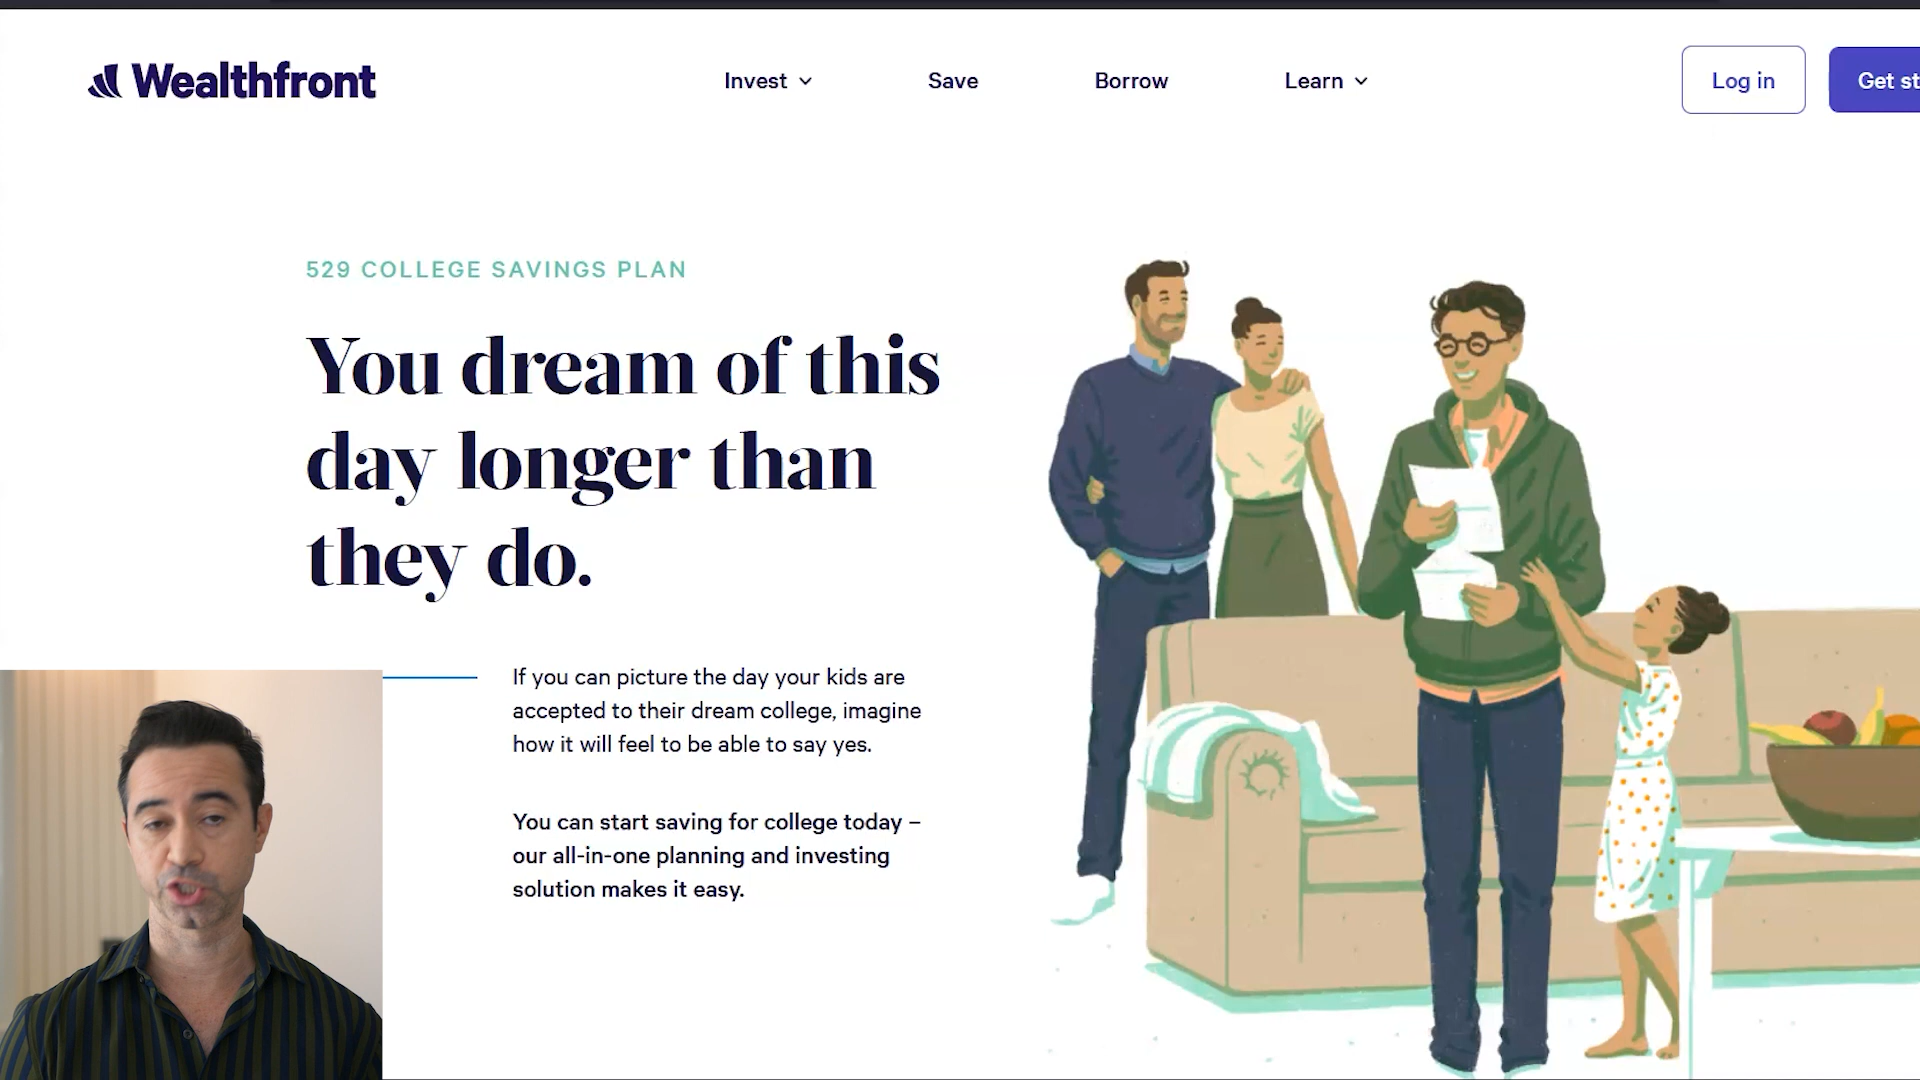 Wealthfront
Invest
Save
Borrow
Learn
Log in
Get st
529 COLLEGE SAVINGS PLAN
You dream of this
day longer than
they do.
If you can picture the day your kids are
accepted to their dream college, imagine
how it will feel to be able to say yes.
You can start saving for college today –
our all-in-one planning and investing
solution makes it easy.